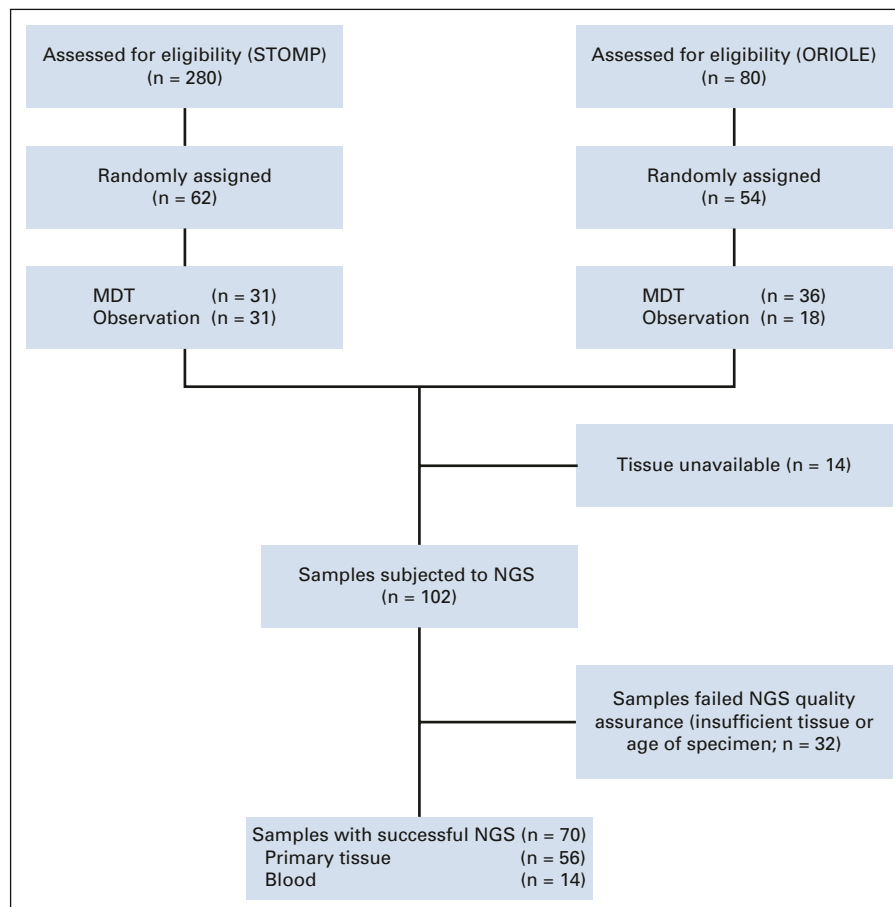 Assessed for eligibility (STOMP)
(n = 280)
Assessed for eligibility (ORIOLE)
(n = 80)
Randomly assigned
(n = 62)
Randomly assigned
(n = 54)
MDT (n = 31)
Observation (n = 31)
MDT (n = 36)
Observation (n = 18)
Tissue unavailable (n = 14)
Samples subjected to NGS
(n = 102)
Samples failed NGS quality
assurance (insufficient tissue or
age of specimen; n = 32)
Samples with successful NGS (n = 70)
Primary tissue (n = 56)
Blood (n = 14)